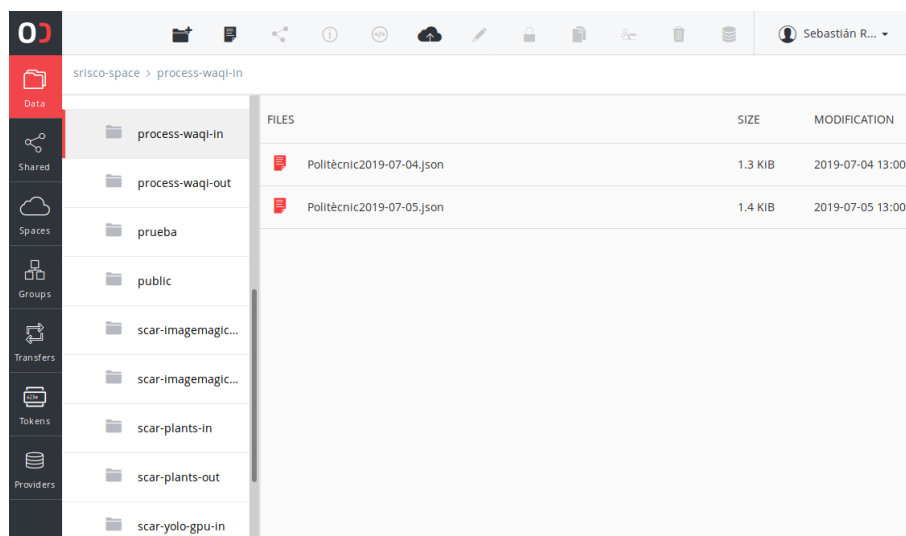 Sebastián R...
srisco-space > process-waqi-in
Data
Shared
Spaces
Groups
Transfers
Tokens
Providers
process-waqi-in
process-waqi-out
prueba
public
scar-imagemagic...
scar-imagemagic...
scar-plants-in
scar-plants-out
scar-yolo-gpu-in
FILES SIZE MODIFICATION
Politècnic2019-07-04.json 1.3 KiB 2019-07-04 13:00
Politècnic2019-07-05.json 1.4 KiB 2019-07-05 13:00